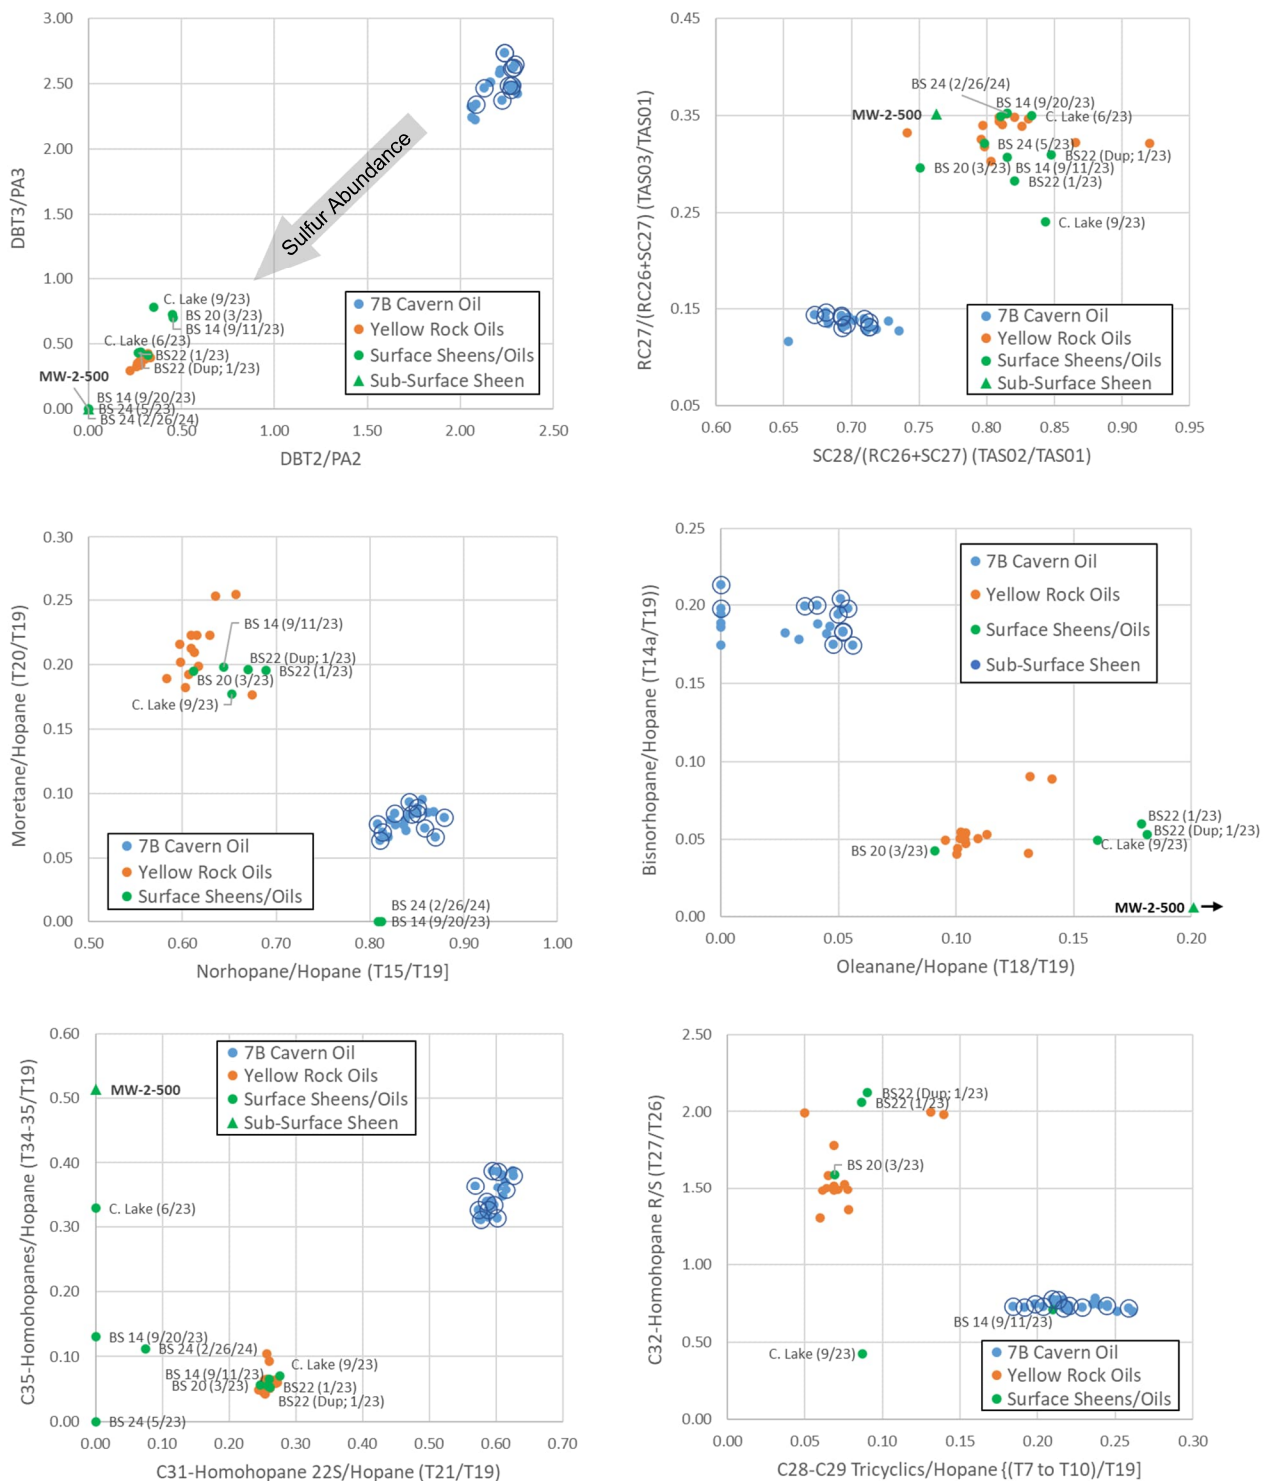 3.00
2.50
2.00
1.50
1.00
0.50
0.00
DBT3/PA3
Sulfur Abundance
C. Lake (9/23)
BS 20 (3/23)
BS 14 (9/11/23)
C. Lake (6/23)
BS22 (1/23)
BS22 (Dup; 1/23)
MW-2-500
BS 14 (9/20/23)
BS 24 (5/23)
BS 24 (2/26/24)
7B Cavern Oil
Yellow Rock Oils
Surface Sheens/Oils
Sub-Surface Sheen
0.00 0.50 1.00 1.50 2.00 2.50
DBT2/PA2
0.45
0.35
0.25
0.15
0.05
RC27/(RC26+SC27) (TAS03/TAS01)
BS 24 (2/26/24)
BS 14 (9/20/23)
MW-2-500
C. Lake (6/23)
BS 24 (5/23)
BS22 (Dup; 1/23)
BS 20 (3/23)
BS 14 (9/11/23)
BS22 (1/23)
C. Lake (9/23)
7B Cavern Oil
Yellow Rock Oils
Surface Sheens/Oils
Sub-Surface Sheen
0.60 0.65 0.70 0.75 0.80 0.85 0.90 0.95
SC28/(RC26+SC27) (TAS02/TAS01)
0.30
0.25
0.20
0.15
0.10
0.05
0.00
Moretane/Hopane (T20/T19)
BS 14 (9/11/23)
BS22 (Dup; 1/23)
BS22 (1/23)
BS 20 (3/23)
C. Lake (9/23)
7B Cavern Oil
Yellow Rock Oils
Surface Sheens/Oils
BS 24 (2/26/24)
BS 14 (9/20/23)
0.50 0.60 0.70 0.80 0.90 1.00
Norhopane/Hopane (T15/T19]
0.25
0.20
0.15
0.10
0.05
0.00
Bisnorhopane/Hopane (T14a/T19))
7B Cavern Oil
Yellow Rock Oils
Surface Sheens/Oils
Sub-Surface Sheen
BS22 (1/23)
BS22 (Dup; 1/23)
C. Lake (9/23)
BS 20 (3/23)
MW-2-500
0.00 0.05 0.10 0.15 0.20
Oleanane/Hopane (T18/T19)
0.60
0.50
0.40
0.30
0.20
0.10
0.00
C35-Homohopanes/Hopane (T34-35/T19)
7B Cavern Oil
Yellow Rock Oils
Surface Sheens/Oils
Sub-Surface Sheen
MW-2-500
C. Lake (6/23)
BS 14 (9/20/23)
BS 24 (2/26/24)
C. Lake (9/23)
BS 14 (9/11/23)
BS 20 (3/23)
BS22 (1/23)
BS22 (Dup; 1/23)
BS 24 (5/23)
0.00 0.10 0.20 0.30 0.40 0.50 0.60 0.70
C31-Homohopane 22S/Hopane (T21/T19)
2.50
2.00
1.50
1.00
0.50
0.00
C32-Homohopane R/S (T27/T26)
BS22 (Dup; 1/23)
BS22 (1/23)
BS 20 (3/23)
BS 14 (9/11/23)
C. Lake (9/23)
7B Cavern Oil
Yellow Rock Oils
Surface Sheens/Oils
0.00 0.05 0.10 0.15 0.20 0.25 0.30
C28-C29 Tricyclics/Hopane {(T7 to T10)/T19]